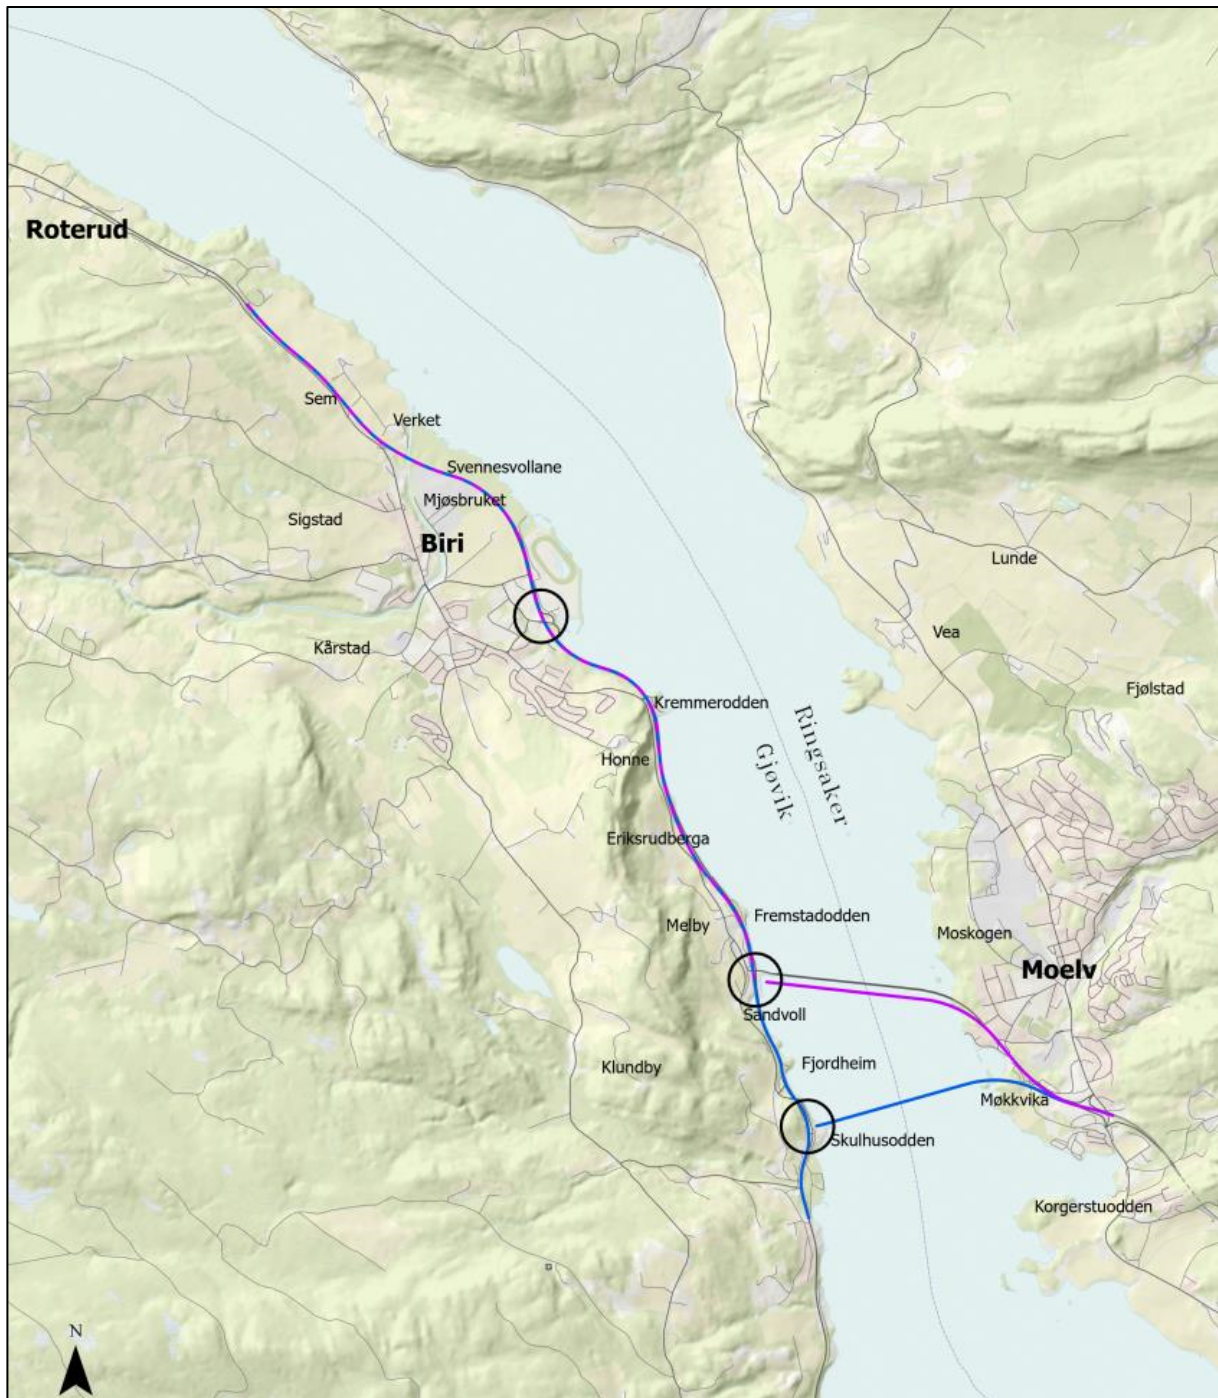 Roterud
Sem
Verket
Svennesvollane
Mjøsbruket
Sigstad
Biri
Lunde
Vea
Kårstad
Fjølstad
Kremmerodden
Ringsaker
Gjøvik
Honne
Eriksrudberga
Fremstadodden
Melby
Moskogen
Moelv
Sandvoll
Fjordheim
Klundby
Møkkvika
Skulhusodden
Korgerstuodden
N